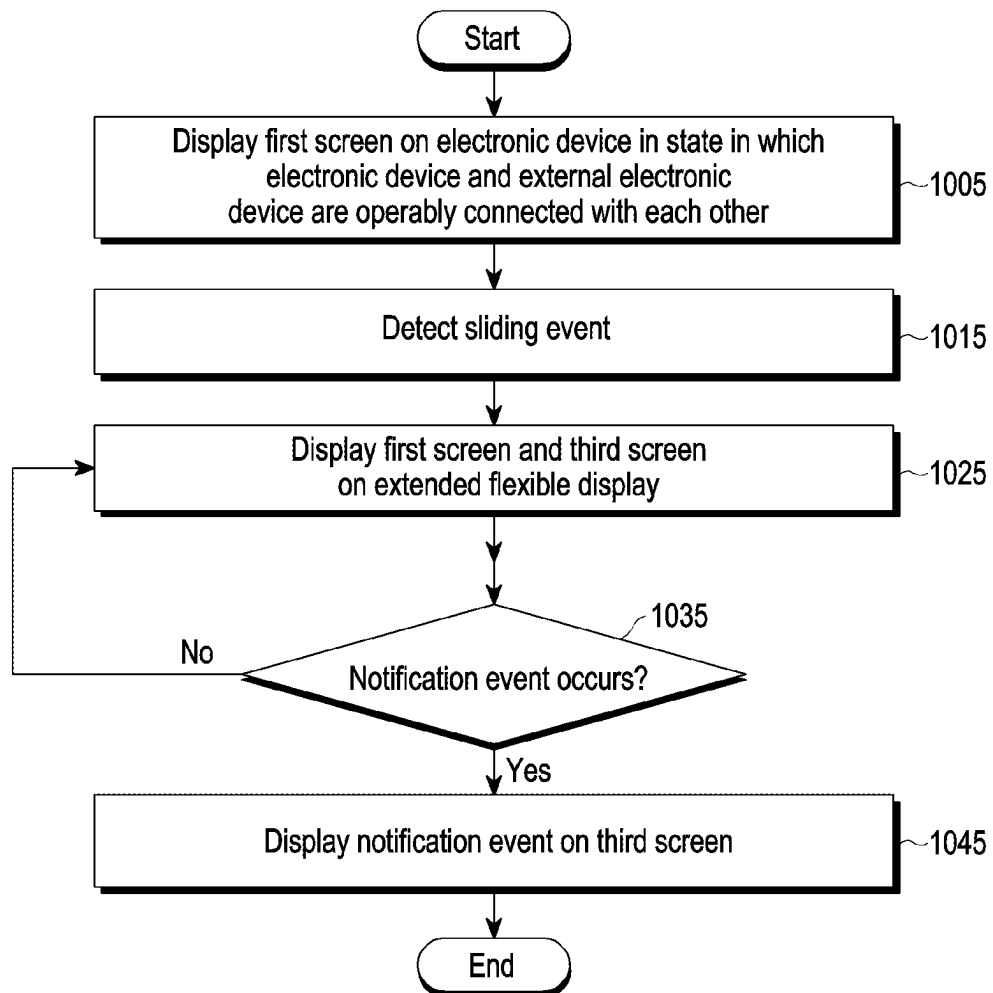 Start
Display first screen on electronic device in state in which
electronic device and external electronic
device are operably connected with each other
1005
Detect sliding event
1015
Display first screen and third screen
on extended flexible display
1025
1035
No
Notification event occurs?
Yes
Display notification event on third screen
1045
End